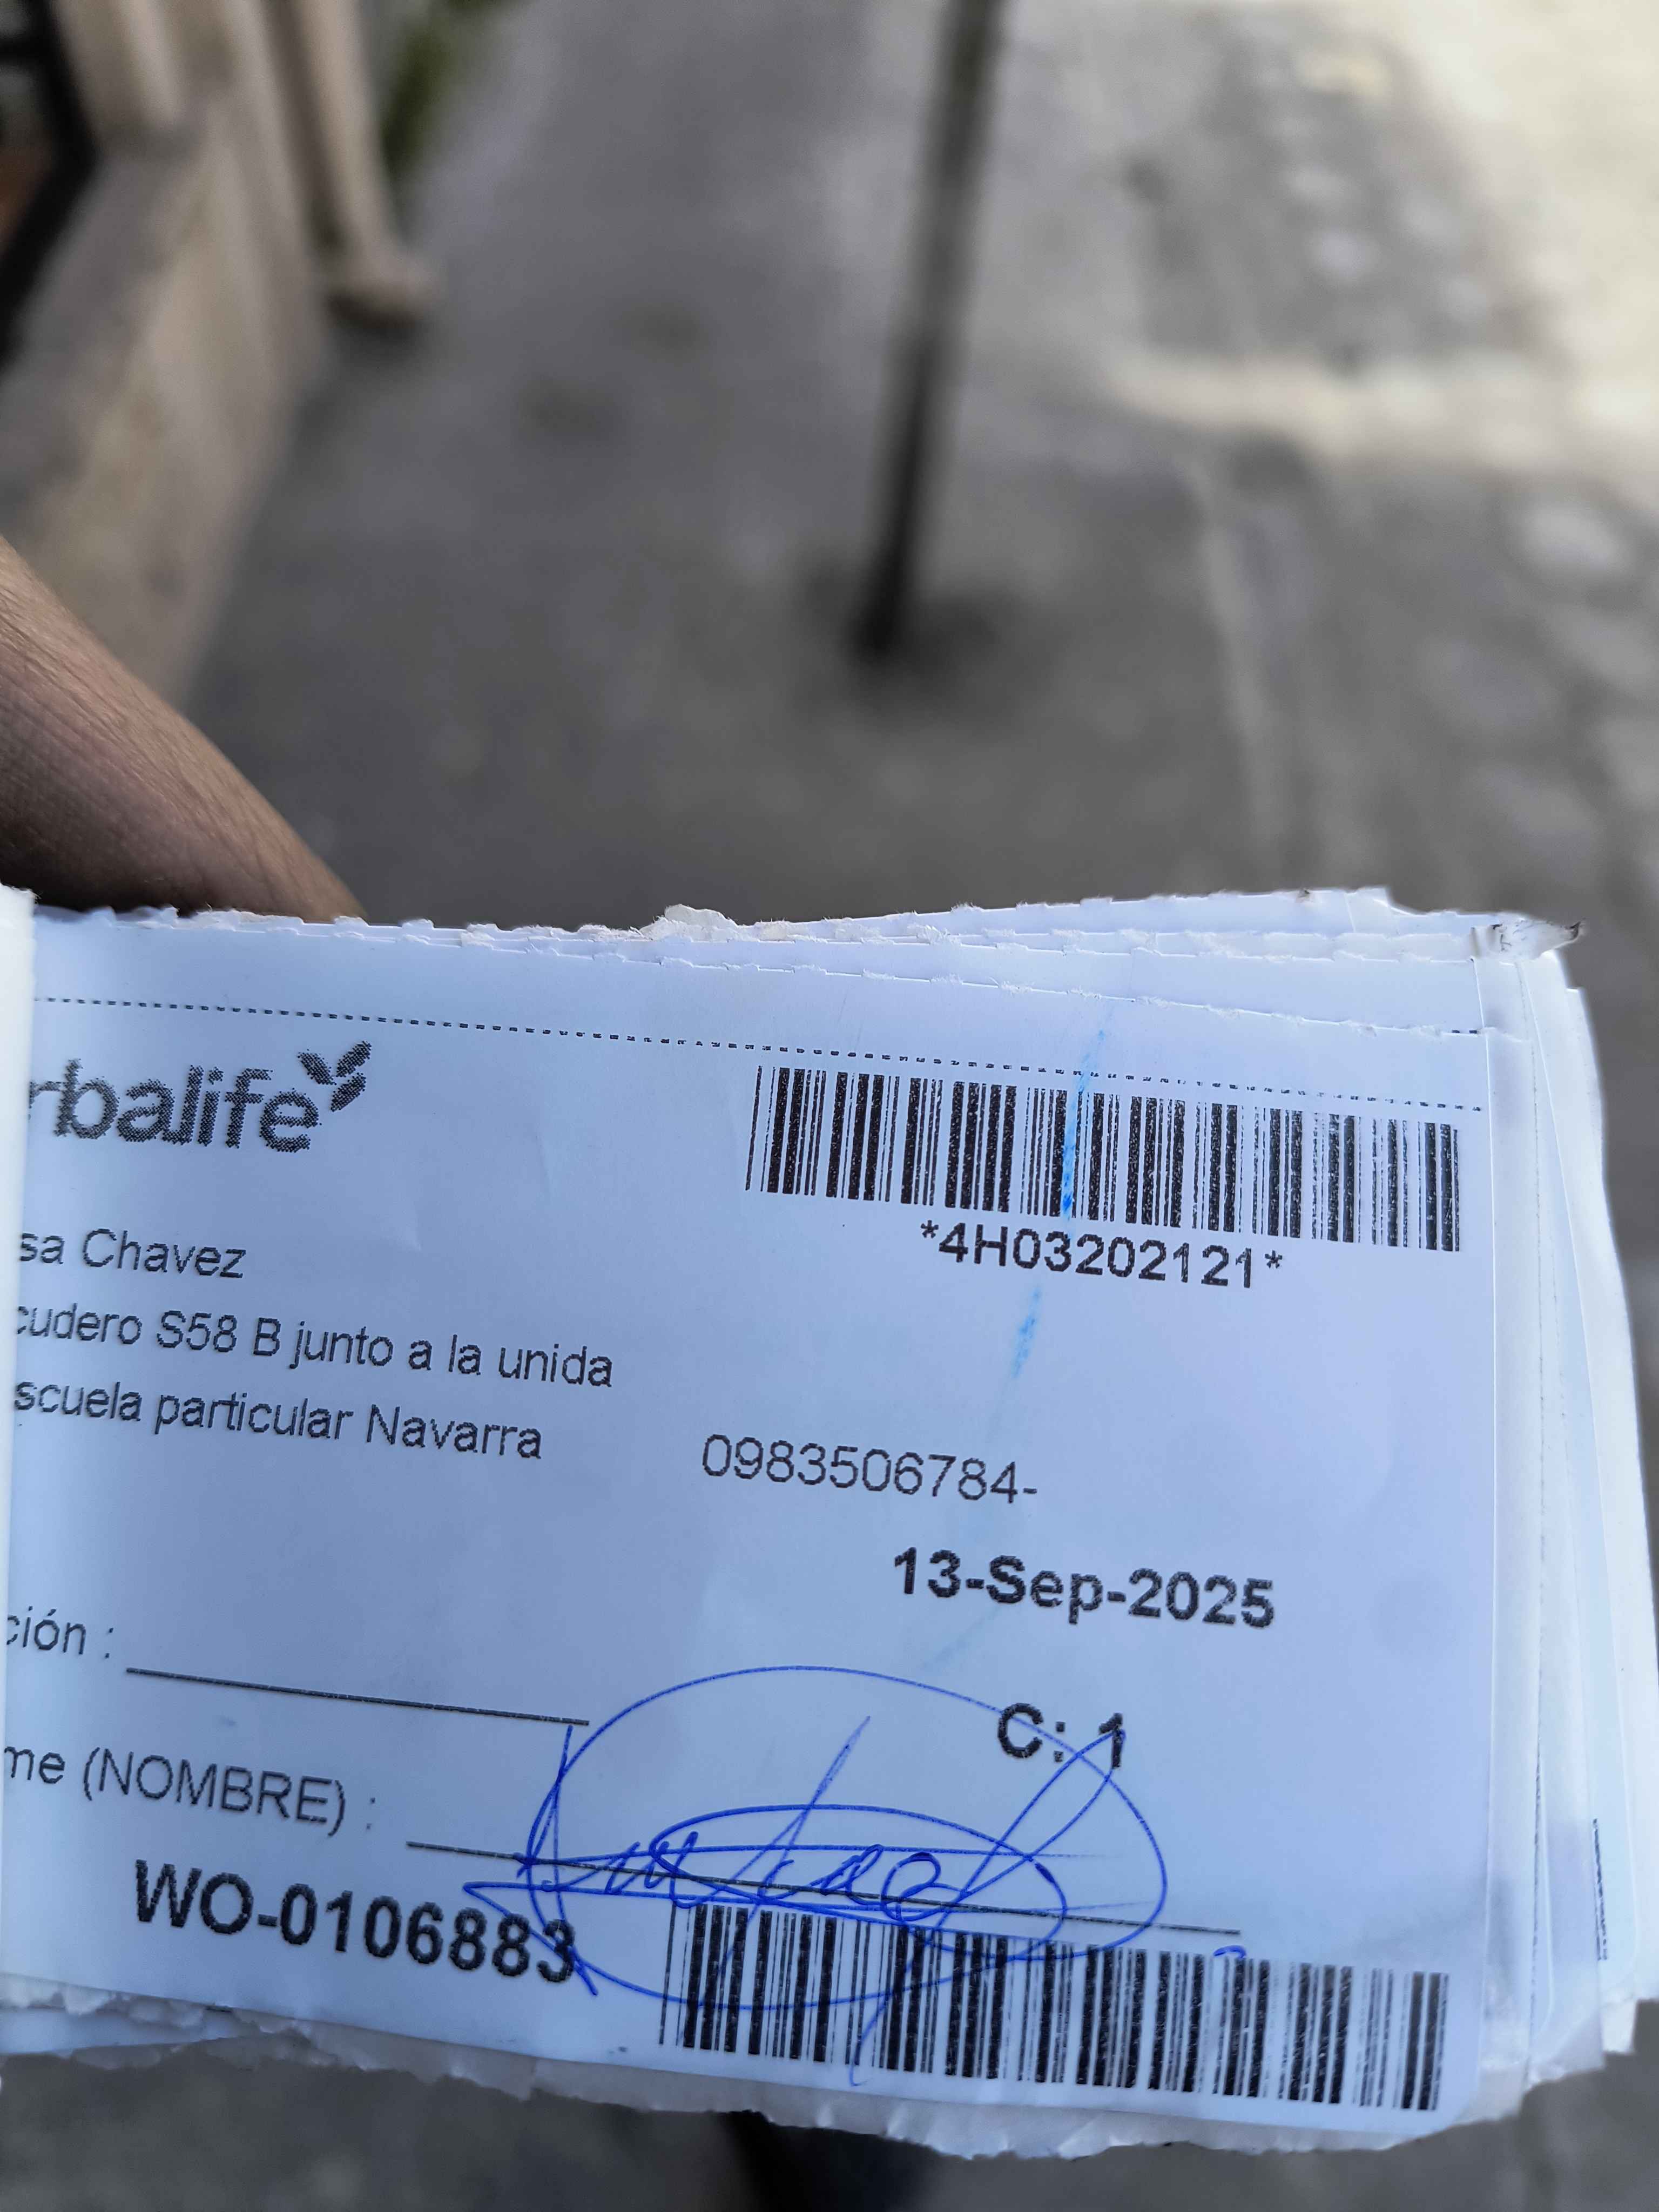 rbalife
*4H03202121*
sa Chavez
cudero S58 B junto a la unida
scuela particular Navarra
0983506784-
13-Sep-2025
ción :
C: 1
me (NOMBRE) :
WO-0106883